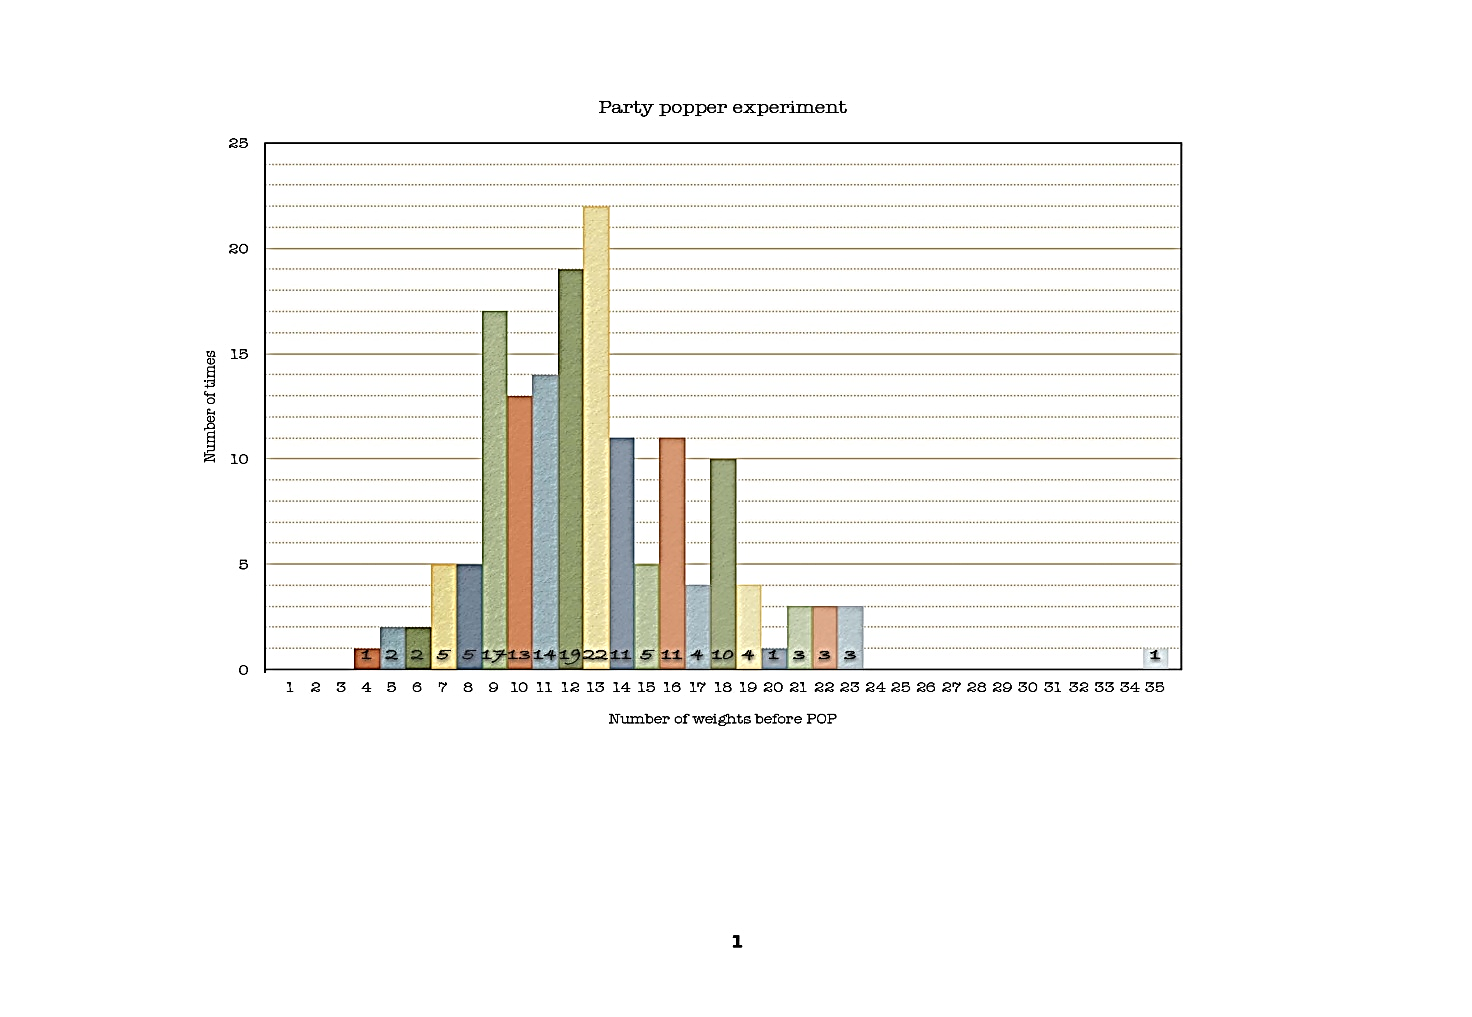 Party popper experiment
25
20
15
10
5
0
Number of times
1 2 2 5 5 17 13 14 19 22 11 5 11 4 10 4 1 3 3 3 1
1 2 3 4 5 6 7 8 9 10 11 12 13 14 15 16 17 18 19 20 21 22 23 24 25 26 27 28 29 30 31 32 33 34 35
Number of weights before POP
1